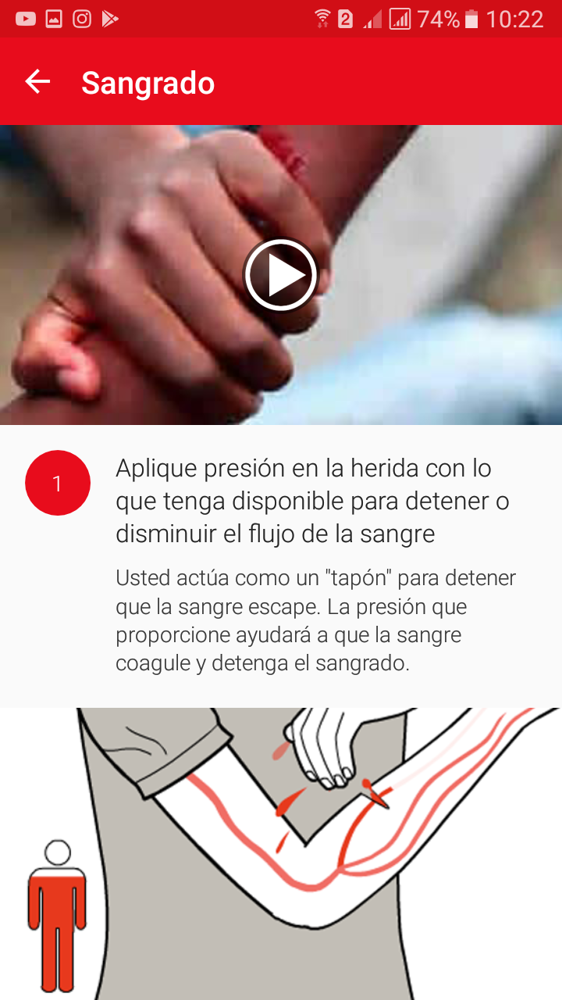 2 74% 10:22
Sangrado
1
Aplique presión en la herida con lo
que tenga disponible para detener o
disminuir el flujo de la sangre
Usted actúa como un "tapón" para detener
que la sangre escape. La presión que
proporcione ayudará a que la sangre
coagule y detenga el sangrado.